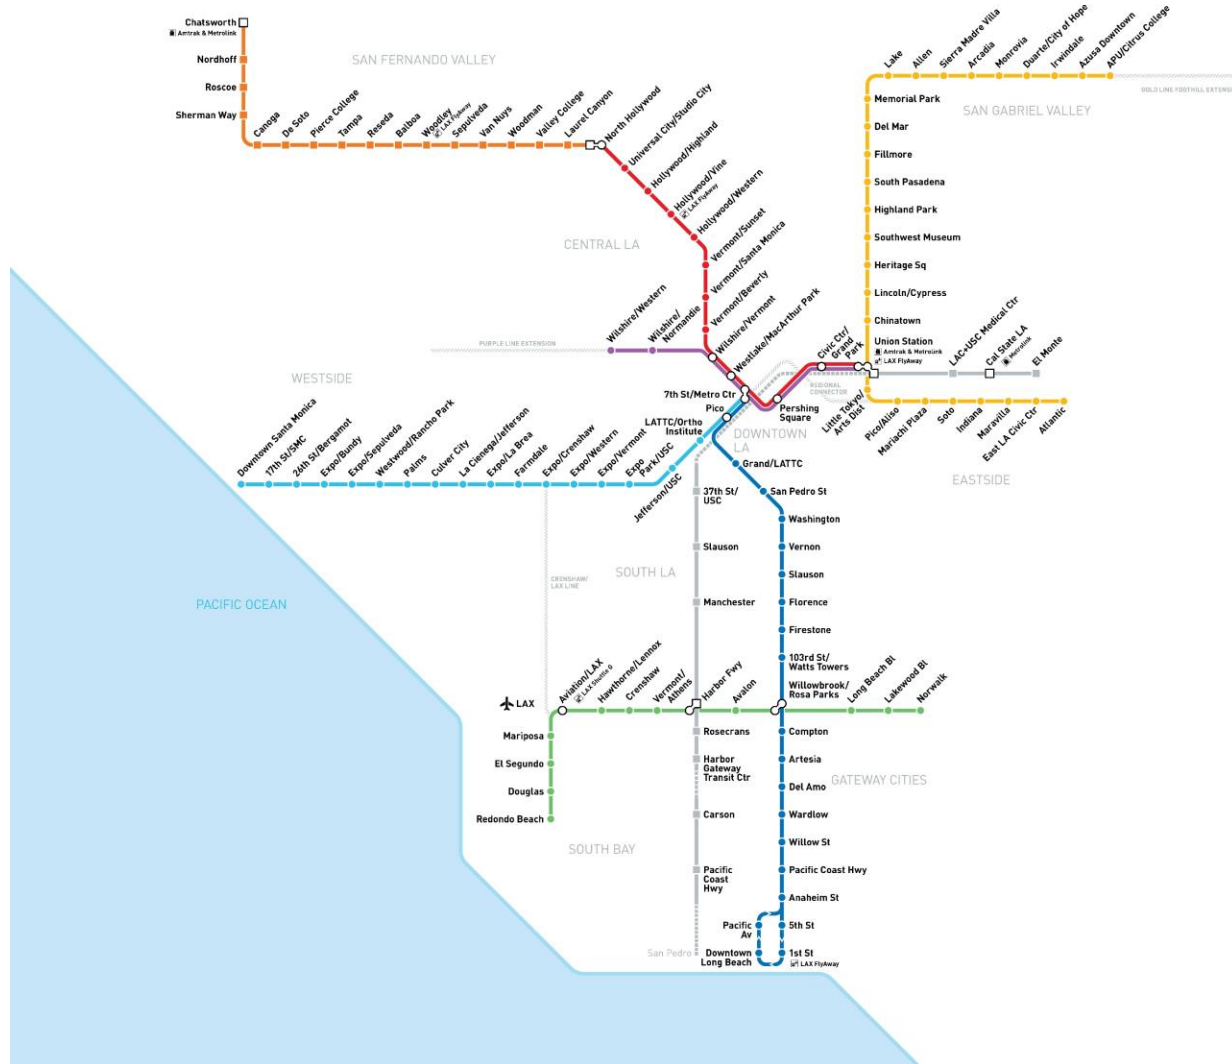 Chatsworth
Amtrak & Metrolink
Nordhoff
Roscoe
Sherman Way
SAN FERNANDO VALLEY
Canoga
De Soto
Pierce College
Tampa
Reseda
Balboa
Woodley
LAX FlyAway
Sepulveda
Van Nuys
Woodman
Valley College
Laurel Canyon
North Hollywood
Universal City/Studio City
Hollywood/Highland
Hollywood/Vine
LAX FlyAway
Hollywood/Western
Vermont/Sunset
Vermont/Santa Monica
Vermont/Beverly
Wilshire/Vermont
Westlake/MacArthur Park
CENTRAL LA
Wilshire/Western
Wilshire/
Normandie
PURPLE LINE EXTENSION
WESTSIDE
7th St/Metro Ctr
Pico
LATTC/Ortho
Institute
Jefferson/USC
Pershing
Square
Civic Ctr/
Grand
Park
REGIONAL
CONNECTOR
DOWNTOWN
LA
Lake
Allen
Sierra Madre Villa
Arcadia
Monrovia
Duarte/City of Hope
Irwindale
Azusa Downtown
APU/Citrus College
GOLD LINE FOOTHILL EXTENS
SAN GABRIEL VALLEY
Memorial Park
Del Mar
Fillmore
South Pasadena
Highland Park
Southwest Museum
Heritage Sq
Lincoln/Cypress
Chinatown
Union Station
Amtrak & Metrolink
LAX FlyAway
LAC+USC Medical Ctr
Cal State LA
Metrolink
El Monte
Little Tokyo/
Arts Dist
Pico/Aliso
Mariachi Plaza
Soto
Indiana
Maravilla
East LA Civic Ctr
Atlantic
EASTSIDE
Downtown Santa Monica
17th St/SMC
26th St/Bergamot
Expo/Bundy
Expo/Sepulveda
Westwood/Rancho Park
Palms
Culver City
La Cienega/Jefferson
Expo/La Brea
Farmdale
Expo/Crenshaw
Expo/Western
Expo/Vermont
Expo
Park/USC
Grand/LATTC
San Pedro St
Washington
Vernon
Slauson
Florence
Firestone
103rd St/
Watts Towers
Willowbrook/
Rosa Parks
37th St/
USC
Slauson
Manchester
SOUTH LA
CRENSHAW/
LAX LINE
PACIFIC OCEAN
LAX
Aviation/LAX
LAX Shuttle G
Hawthorne/Lennox
Crenshaw
Vermont/
Athens
Harbor Fwy
Avalon
Long Beach Bl
Lakewood Bl
Norwalk
Mariposa
El Segundo
Douglas
Redondo Beach
SOUTH BAY
Rosecrans
Harbor
Gateway
Transit Ctr
Carson
Pacific
Coast
Hwy
San Pedro
Compton
Artesia
Del Amo
Wardlow
Willow St
Pacific Coast Hwy
Anaheim St
5th St
1st St
LAX FlyAway
Pacific
Av
Downtown
Long Beach
GATEWAY CITIES